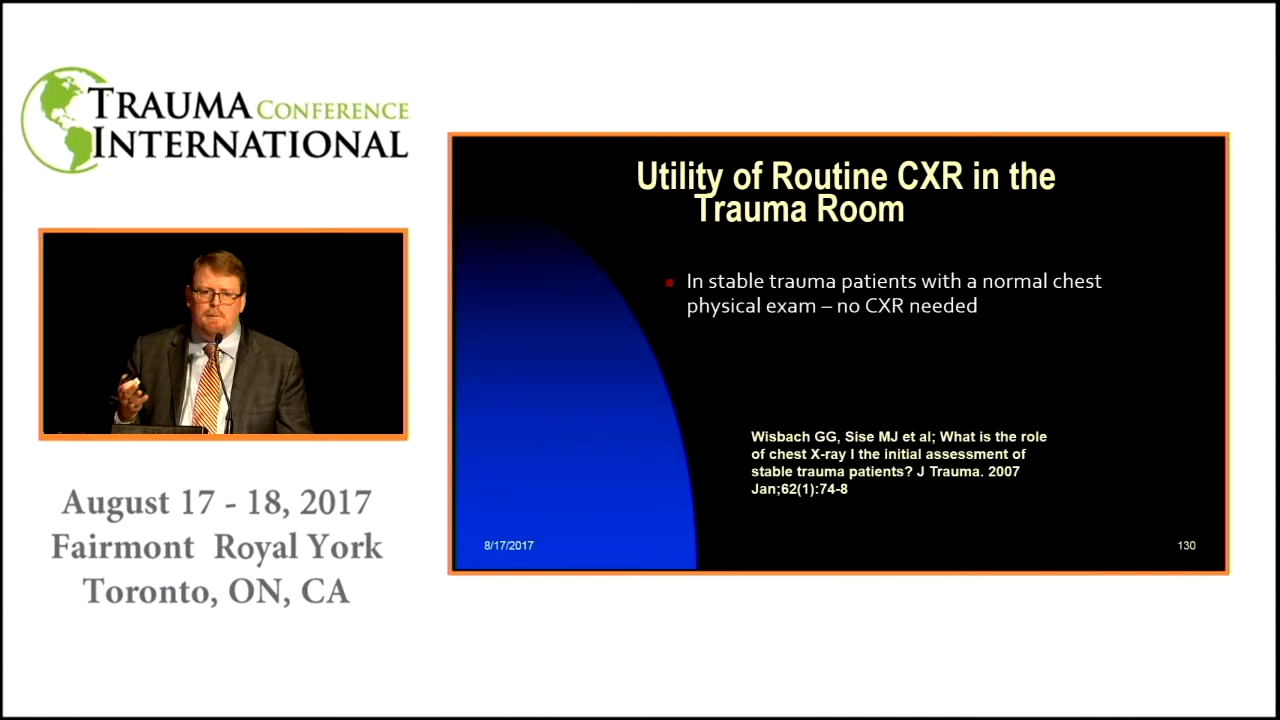 TRAUMA CONFERENCE
INTERNATIONAL
August 17 - 18, 2017
Fairmont Royal York
Toronto, ON, CA
Utility of Routine CXR in the
Trauma Room
In stable trauma patients with a normal chest
physical exam – no CXR needed
Wisbach GG, Sise MJ et al; What is the role
of chest X-ray I the initial assessment of
stable trauma patients? J Trauma. 2007
Jan;62(1):74-8
8/17/2017
130